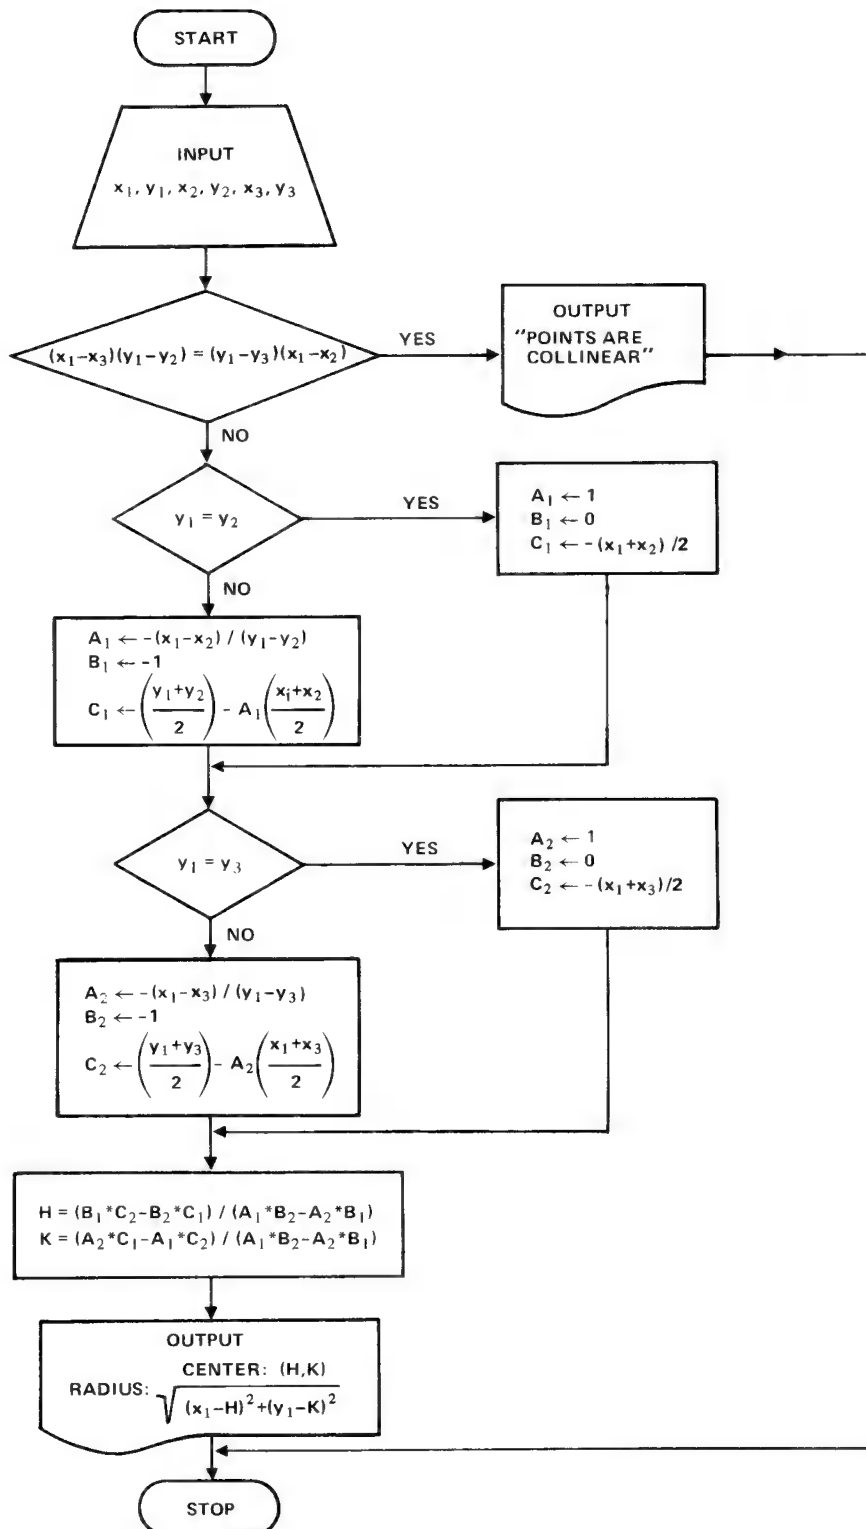 START
INPUT
x₁, y₁, x₂, y₂, x₃, y₃
(x₁–x₃)(y₁–y₂) = (y₁–y₃)(x₁–x₂)
YES
OUTPUT
"POINTS ARE
COLLINEAR"
NO
y₁ = y₂
YES
A₁ ← 1
B₁ ← 0
C₁ ← -(x₁+x₂) /2
NO
A₁ ← -(x₁–x₂) / (y₁–y₂)
B₁ ← -1
C₁ ← ((y₁+y₂)/2) - A₁((xᵢ+x₂)/2)
y₁ = y₃
YES
A₂ ← 1
B₂ ← 0
C₂ ← -(x₁+x₃)/2
NO
A₂ ← -(x₁–x₃) / (y₁–y₃)
B₂ ← -1
C₂ ← ((y₁+y₃)/2) - A₂((x₁+x₃)/2)
H = (B₁*C₂–B₂*C₁) / (A₁*B₂–A₂*B₁)
K = (A₂*C₁–A₁*C₂) / (A₁*B₂–A₂*B₁)
OUTPUT
CENTER: (H,K)
RADIUS: √(x₁–H)²+(y₁–K)²
STOP